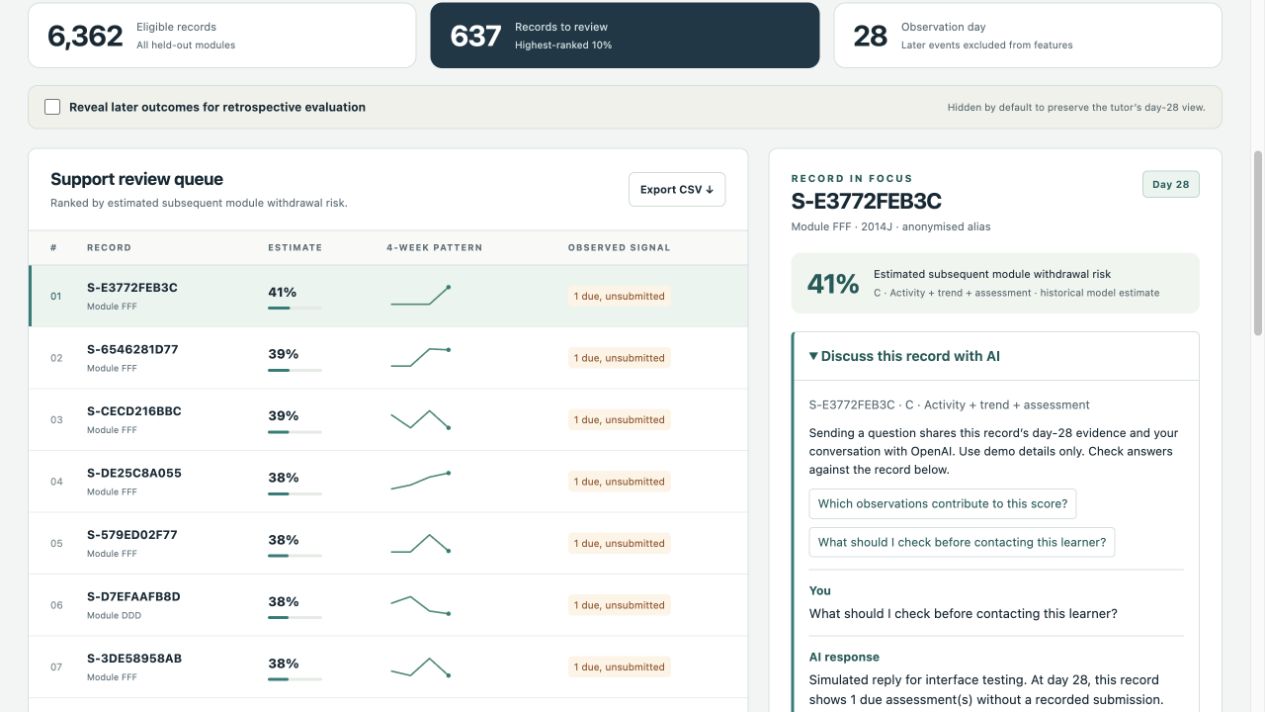 6,362
Eligible records
All held-out modules
637
Records to review
Highest-ranked 10%
28
Observation day
Later events excluded from features
Reveal later outcomes for retrospective evaluation
Hidden by default to preserve the tutor's day-28 view.
Support review queue
Ranked by estimated subsequent module withdrawal risk.
Export CSV ↓
# RECORD ESTIMATE 4-WEEK PATTERN OBSERVED SIGNAL
01 S-E3772FEB3C 41% 1 due, unsubmitted
Module FFF
02 S-6546281D77 39% 1 due, unsubmitted
Module FFF
03 S-CECD216BBC 39% 1 due, unsubmitted
Module FFF
04 S-DE25C8A055 38% 1 due, unsubmitted
Module FFF
05 S-579ED02F77 38% 1 due, unsubmitted
Module FFF
06 S-D7EFAAFB8D 38% 1 due, unsubmitted
Module DDD
07 S-3DE58958AB 38% 1 due, unsubmitted
Module FFF
RECORD IN FOCUS
Day 28
S-E3772FEB3C
Module FFF · 2014J · anonymised alias
41%
Estimated subsequent module withdrawal risk
C · Activity + trend + assessment · historical model estimate
▼ Discuss this record with AI
S-E3772FEB3C · C · Activity + trend + assessment
Sending a question shares this record's day-28 evidence and your
conversation with OpenAI. Use demo details only. Check answers
against the record below.
Which observations contribute to this score?
What should I check before contacting this learner?
You
What should I check before contacting this learner?
AI response
Simulated reply for interface testing. At day 28, this record
shows 1 due assessment(s) without a recorded submission.